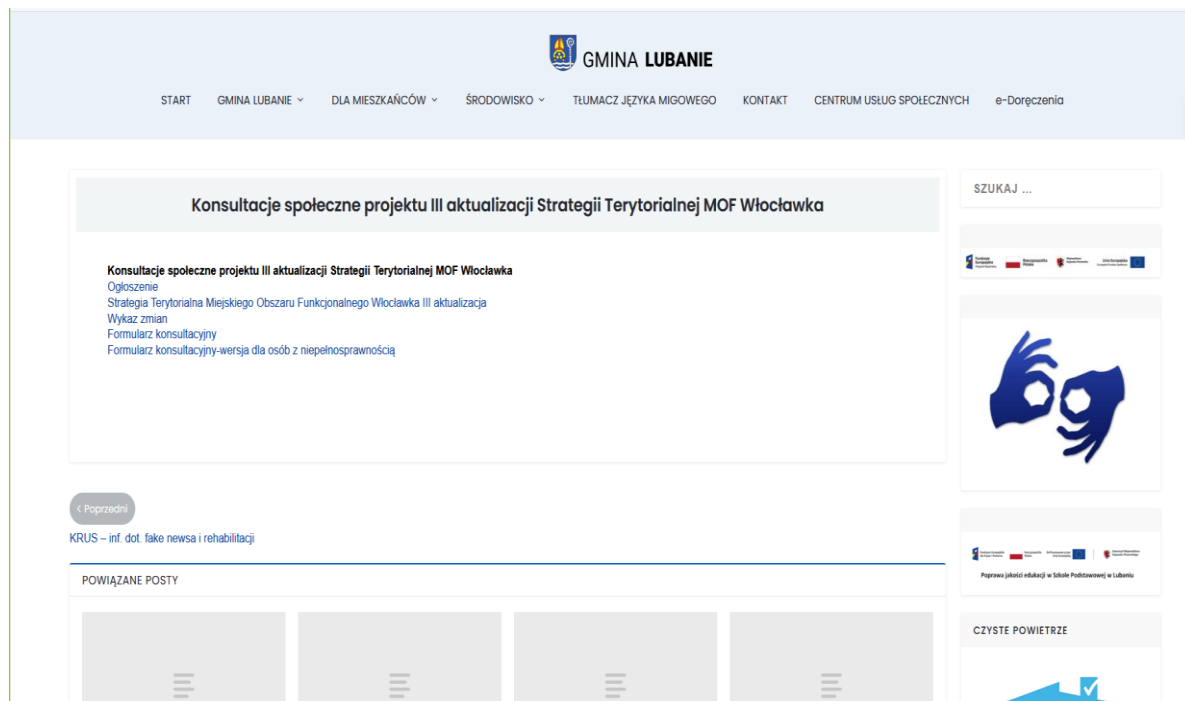 GMINA LUBANIE
START GMINA LUBANIE DLA MIESZKAŃCÓW ŚRODOWISKO TŁUMACZ JĘZYKA MIGOWEGO KONTAKT CENTRUM USŁUG SPOŁECZNYCH e-Doręczenia
Konsultacje społeczne projektu III aktualizacji Strategii Terytorialnej MOF Włocławka
SZUKAJ ...
Konsultacje społeczne projektu III aktualizacji Strategii Terytorialnej MOF Włocławka
Ogłoszenie
Strategia Terytorialna Miejskiego Obszaru Funkcjonalnego Włocławka III aktualizacja
Wykaz zmian
Formularz konsultacyjny
Formularz konsultacyjny-wersja dla osób z niepełnosprawnością
< Poprzedni
KRUS – inf. dot. fake newsa i rehabilitacji
POWIĄZANE POSTY
Poprawa jakości edukacji w Szkole Podstawowej w Lubaniu
CZYSTE POWIETRZE